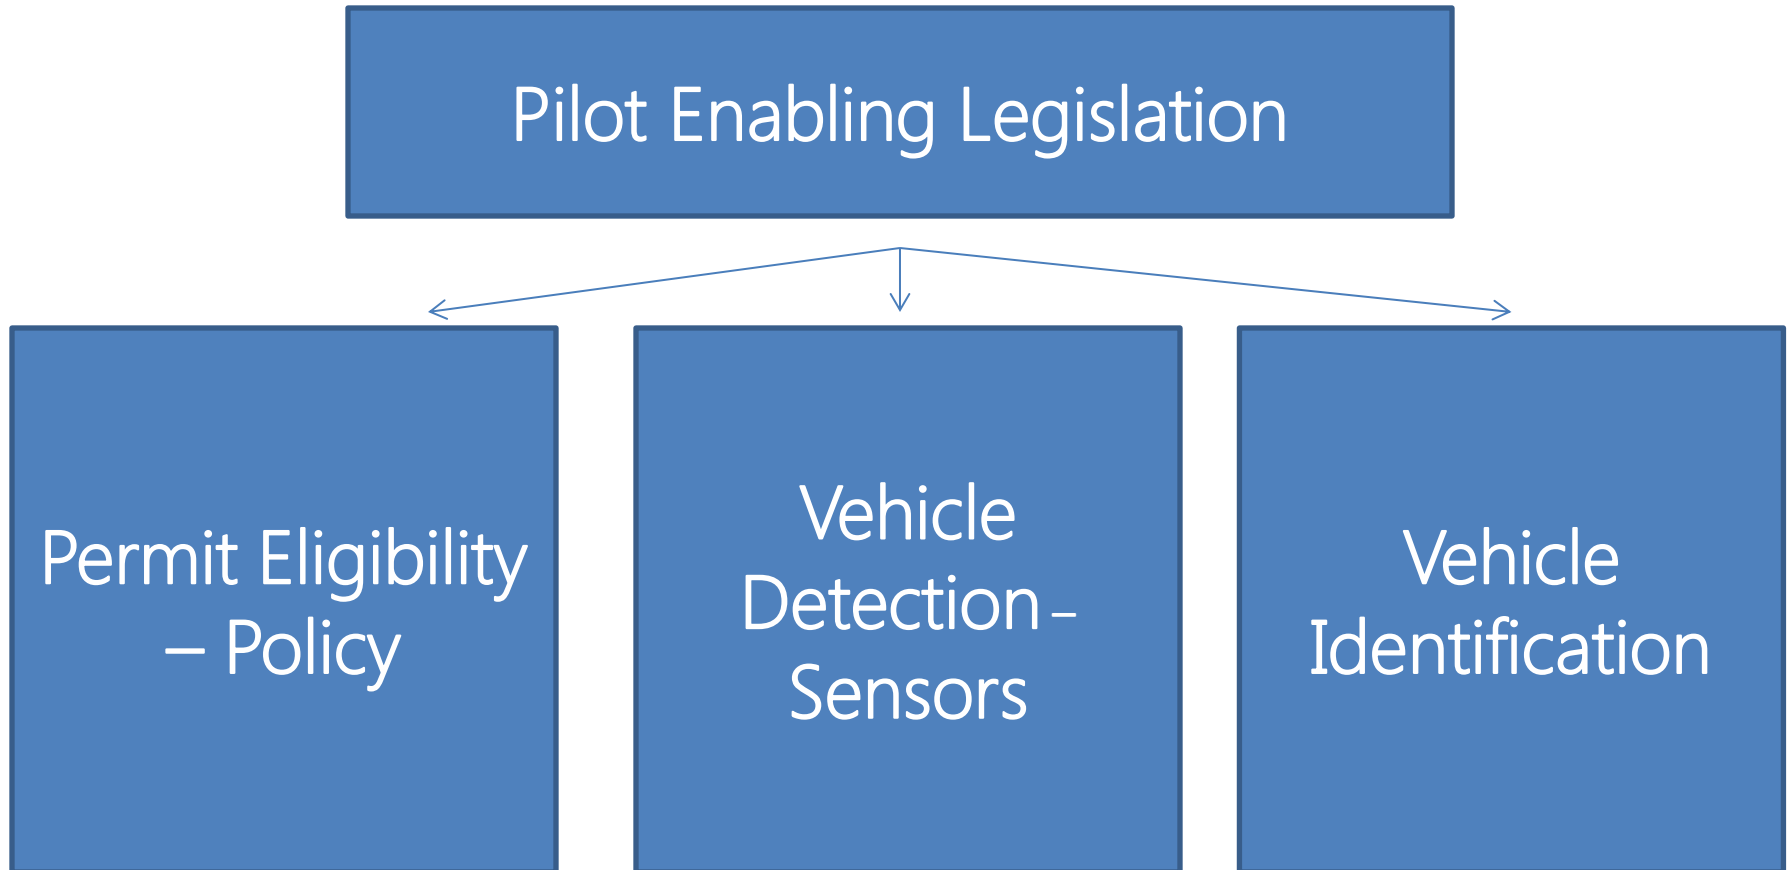 Pilot Enabling Legislation
Permit Eligibility
– Policy
Vehicle
Detection –
Sensors
Vehicle
Identification